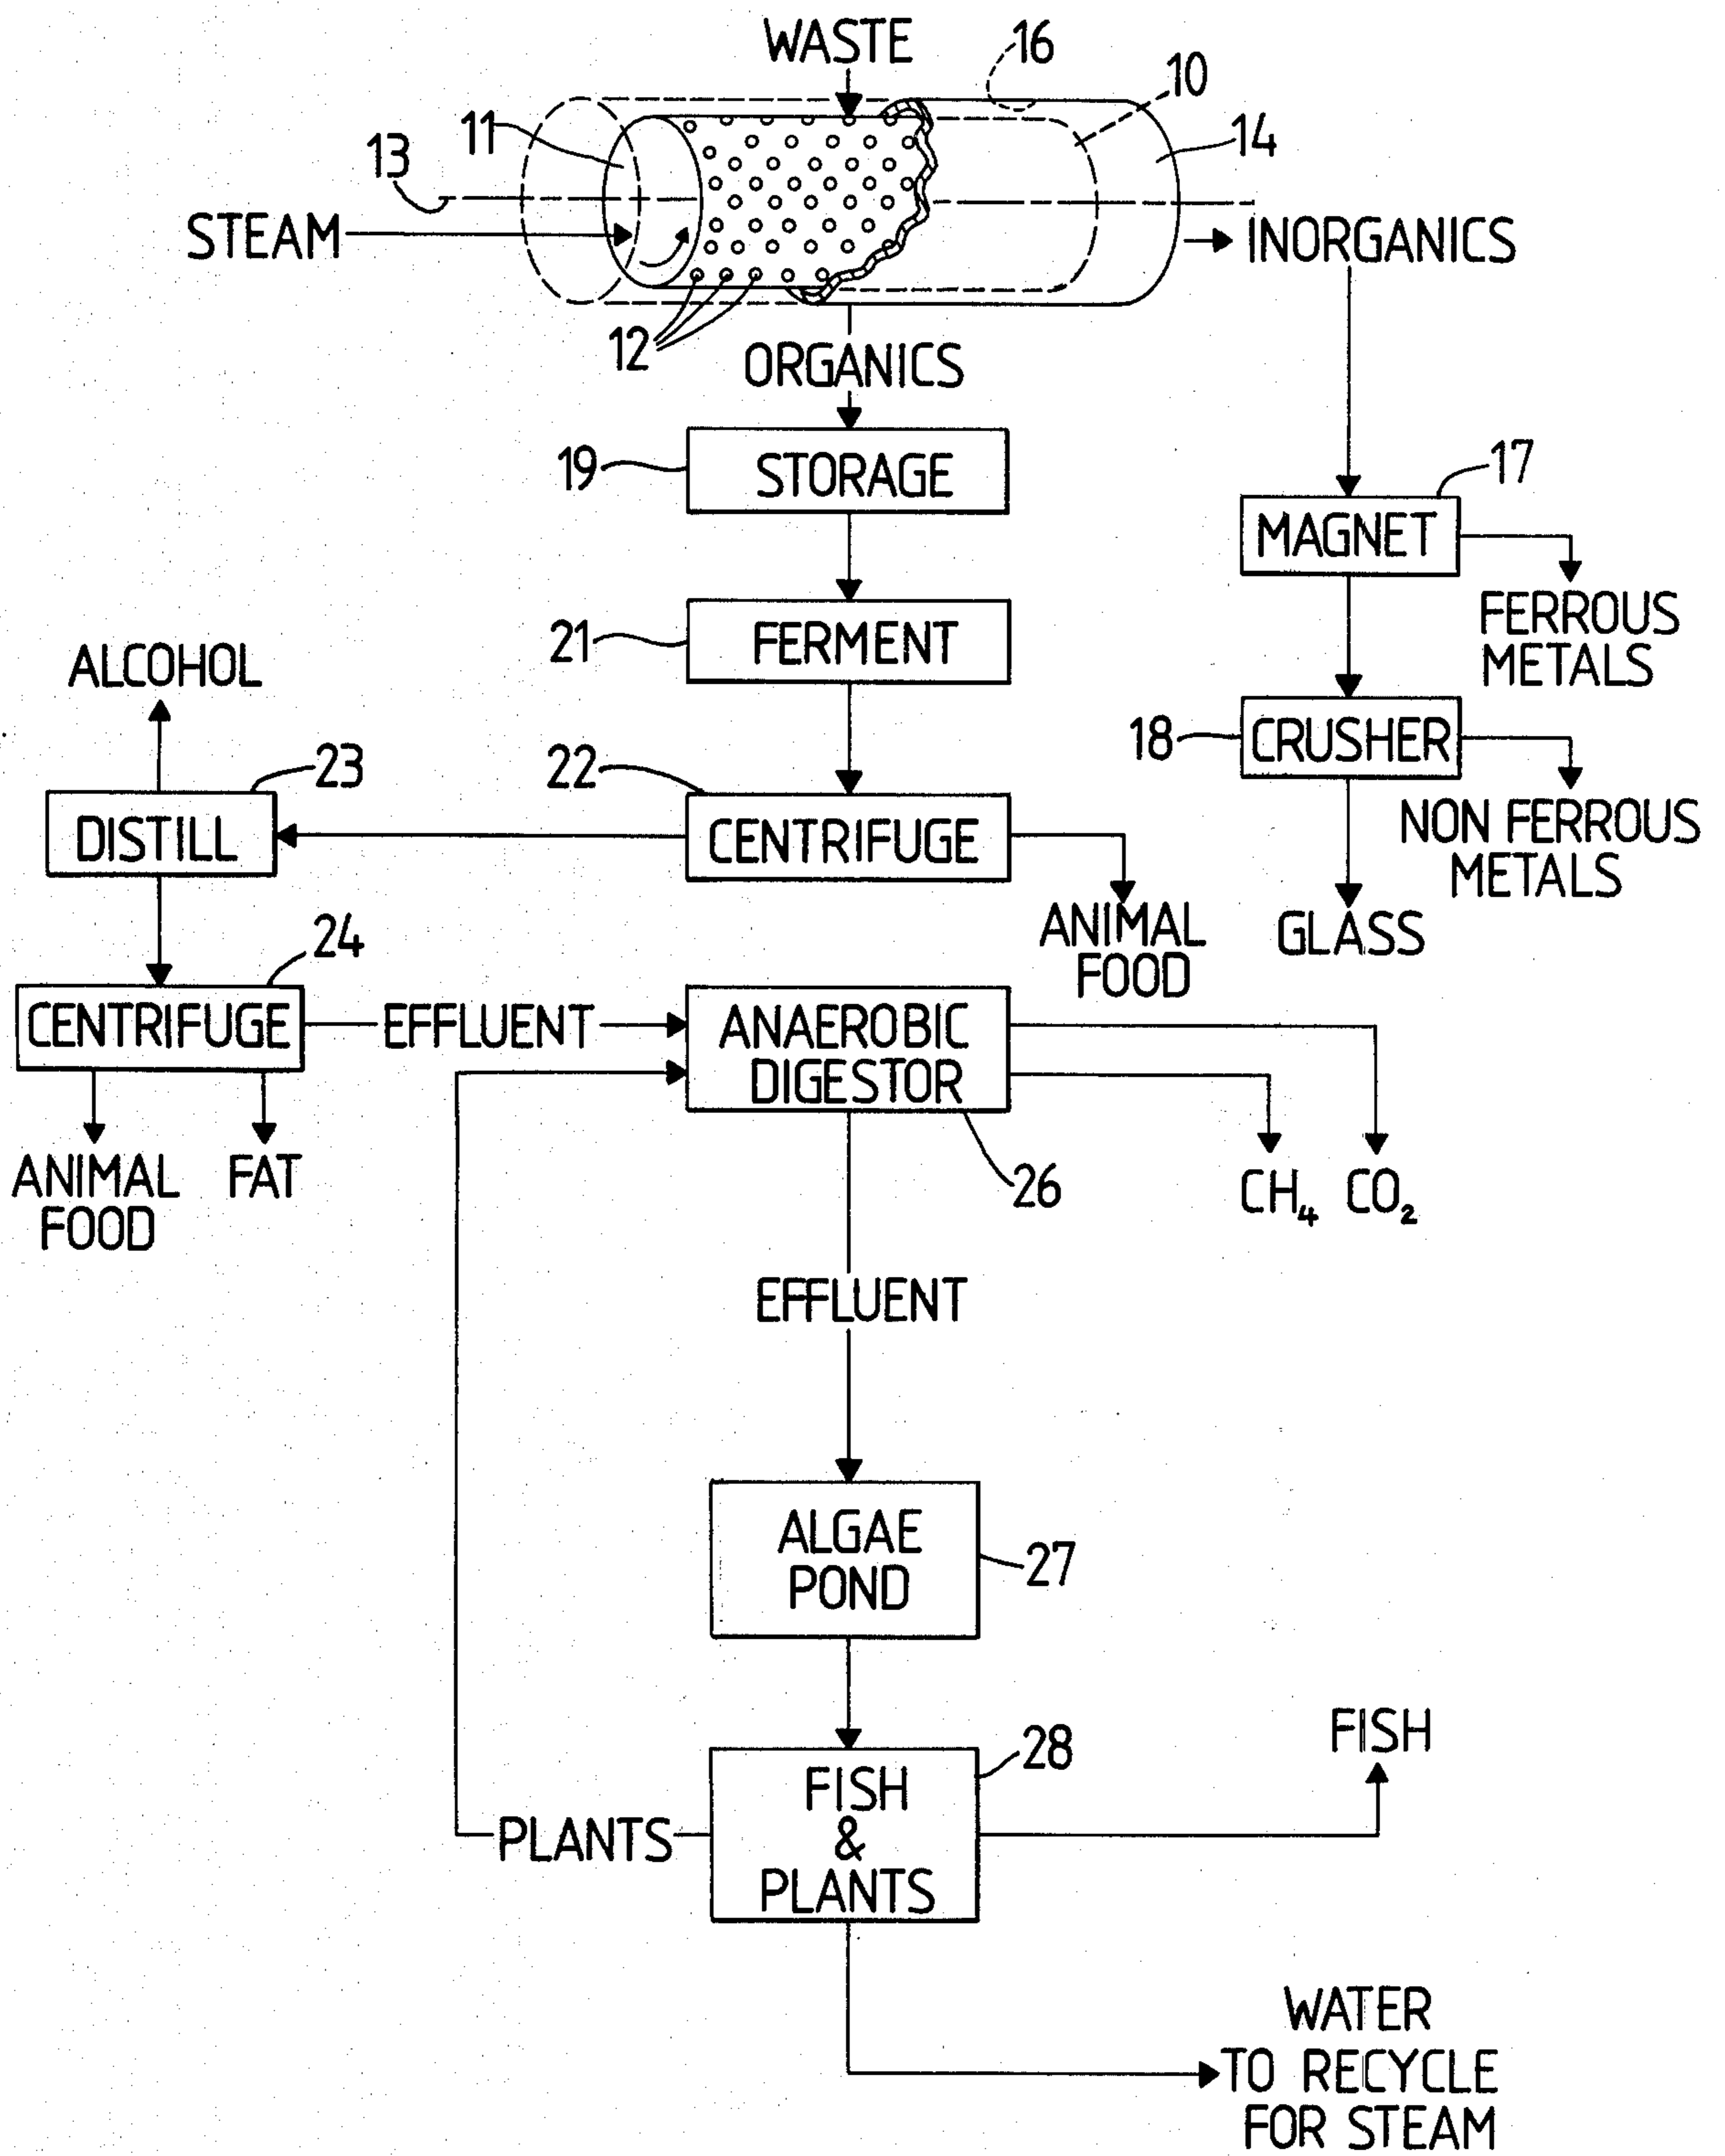 WASTE
16
10
11
14
13
STEAM
INORGANICS
12
ORGANICS
19
STORAGE
17
MAGNET
21
FERMENT
FERROUS
METALS
ALCOHOL
18
CRUSHER
23
22
DISTILL
CENTRIFUGE
NON FERROUS
METALS
ANIMAL
FOOD
GLASS
24
CENTRIFUGE
EFFLUENT
ANAEROBIC
DIGESTOR
ANIMAL
FOOD
FAT
26
CH4
CO2
EFFLUENT
ALGAE
POND
27
28
FISH
FISH
&
PLANTS
PLANTS
WATER
TO RECYCLE
FOR STEAM